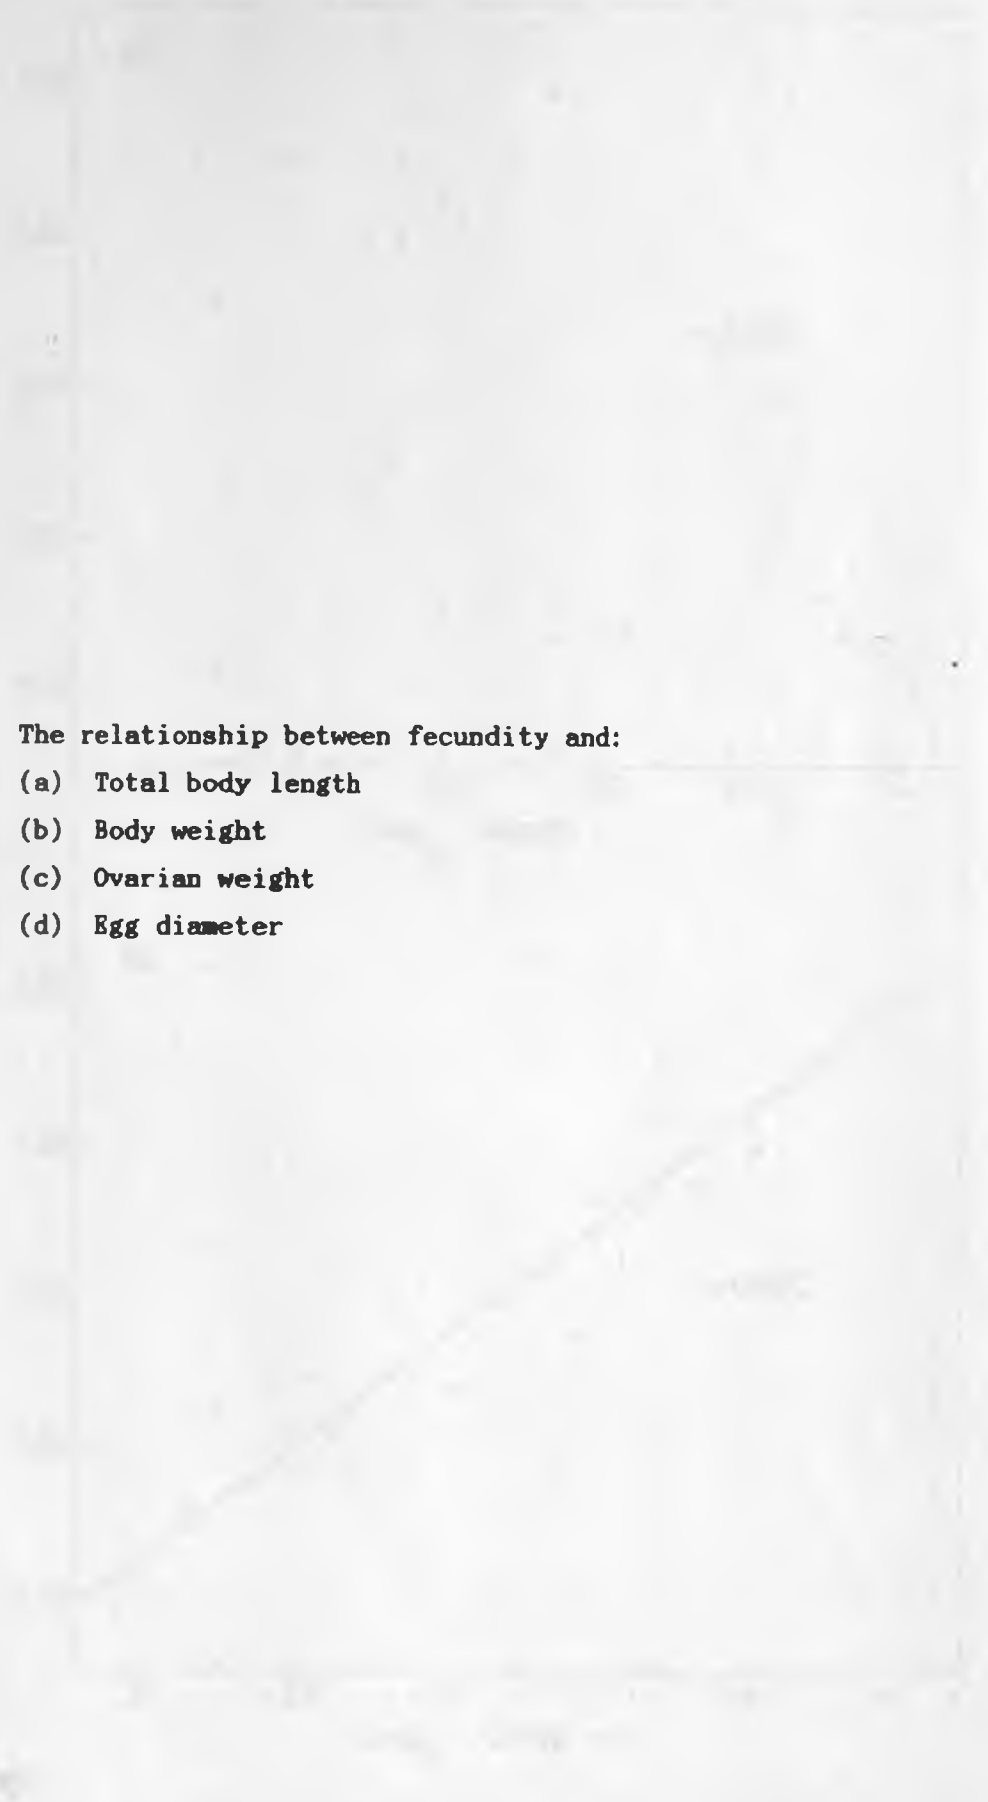 The relationship between fecundity and:
(a) Total body length
(b) Body weight
(c) Ovarian weight
(d) Egg diameter